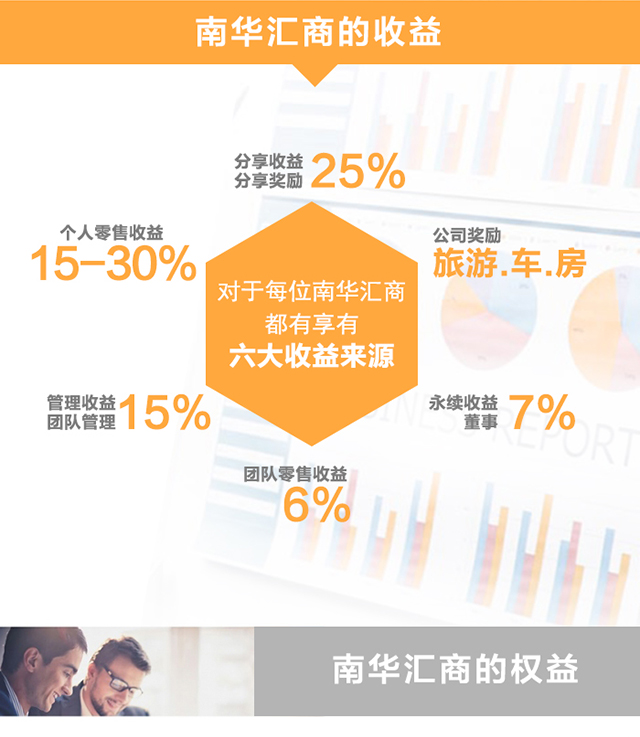 南华汇商的收益
分享收益
分享奖励
25%
个人零售收益
15-30%
公司奖励
旅游.车.房
对于每位南华汇商
都有享有
六大收益来源
管理收益
团队管理
15%
永续收益
董事
7%
团队零售收益
6%
南华汇商的权益